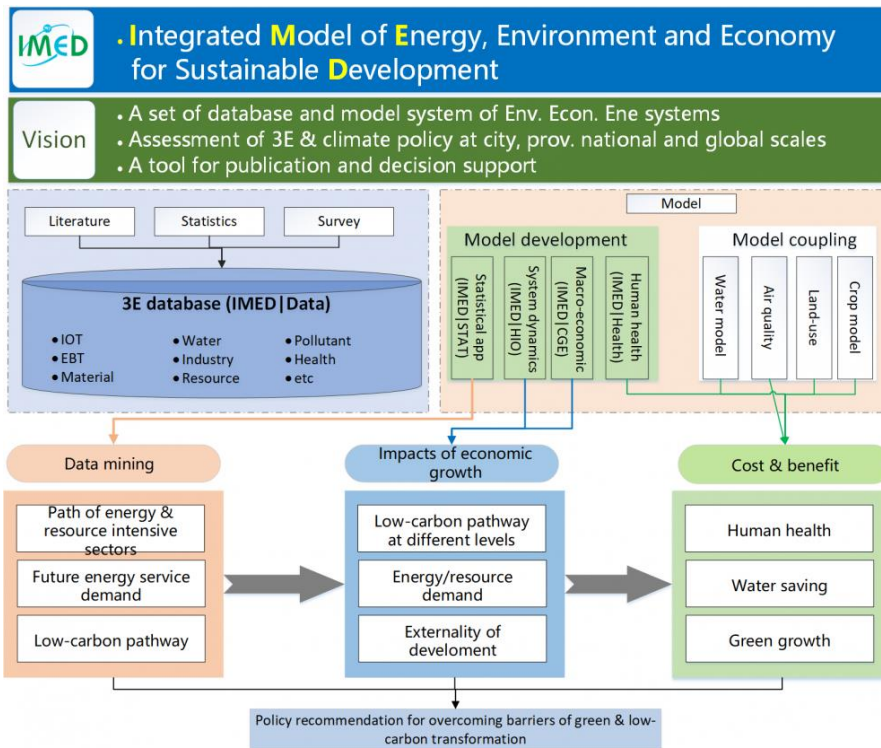 IMED
• Integrated Model of Energy, Environment and Economy
for Sustainable Development
Vision
• A set of database and model system of Env. Econ. Ene systems
• Assessment of 3E & climate policy at city, prov. national and global scales
• A tool for publication and decision support
Literature
Statistics
Survey
3E database (IMED|Data)
• IOT
• EBT
• Material
• Water
• Industry
• Resource
• Pollutant
• Health
• etc
Model
Model development
Statistical app
(IMED|STAT)
System dynamics
(IMED|HIO)
Macro-economic
(IMED|CGE)
Human health
(IMED|Health)
Model coupling
Water model
Air quality
Land-use
Crop model
Data mining
Path of energy &
resource intensive
sectors
Future energy service
demand
Low-carbon pathway
Impacts of economic
growth
Low-carbon pathway
at different levels
Energy/resource
demand
Externality of
develoment
Cost & benefit
Human health
Water saving
Green growth
Policy recommendation for overcoming barriers of green & low-
carbon transformation